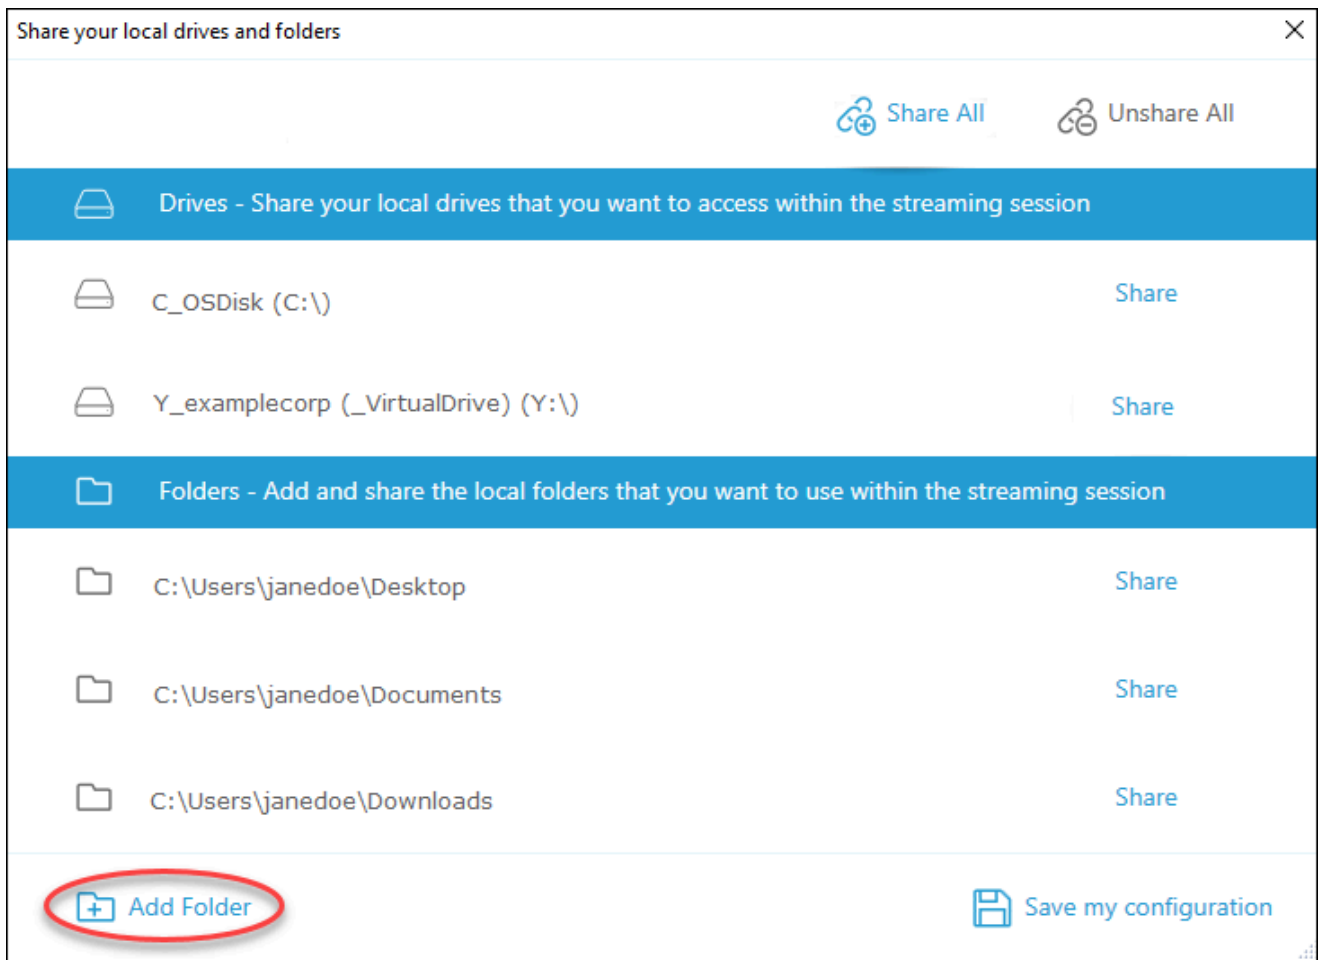 Share your local drives and folders
Share All
Unshare All
Drives - Share your local drives that you want to access within the streaming session
C_OSDisk (C:\)
Share
Y_examplecorp (_VirtualDrive) (Y:\)
Share
Folders - Add and share the local folders that you want to use within the streaming session
C:\Users\janedoe\Desktop
Share
C:\Users\janedoe\Documents
Share
C:\Users\janedoe\Downloads
Share
Add Folder
Save my configuration